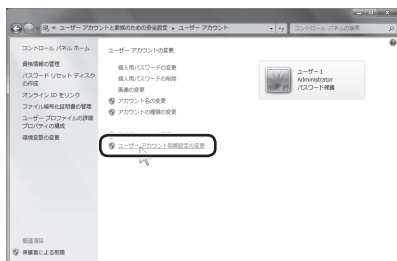 « ユーザー アカウントと家族のための安全設定 ▸ ユーザー アカウント
コントロール パネルの検索
コントロール パネル ホーム
資格情報の管理
パスワード リセット ディスクの作成
オンライン ID をリンク
ファイル暗号化証明書の管理
ユーザー プロファイルの詳細プロパティの構成
環境変数の変更
関連項目
保護者による制限
ユーザー アカウントの変更
個人用パスワードの変更
個人用パスワードの削除
画像の変更
アカウント名の変更
アカウントの種類の変更
ユーザー アカウント制御設定の変更
ユーザー1
Administrator
パスワード保護